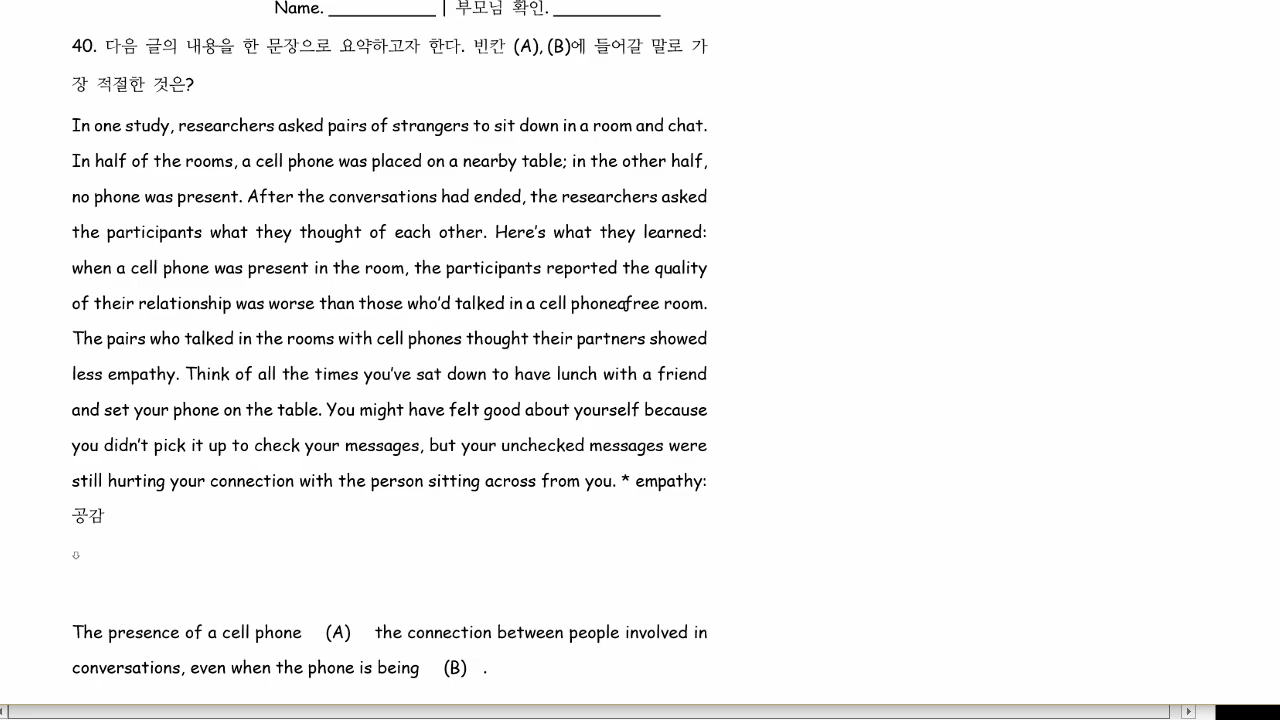 Name. ___________ | 부모님 확인. ___________
40. 다음 글의 내용을 한 문장으로 요약하고자 한다. 빈칸 (A), (B)에 들어갈 말로 가
장 적절한 것은?
In one study, researchers asked pairs of strangers to sit down in a room and chat.
In half of the rooms, a cell phone was placed on a nearby table; in the other half,
no phone was present. After the conversations had ended, the researchers asked
the participants what they thought of each other. Here's what they learned:
when a cell phone was present in the room, the participants reported the quality
of their relationship was worse than those who'd talked in a cell phone free room.
The pairs who talked in the rooms with cell phones thought their partners showed
less empathy. Think of all the times you've sat down to have lunch with a friend
and set your phone on the table. You might have felt good about yourself because
you didn't pick it up to check your messages, but your unchecked messages were
still hurting your connection with the person sitting across from you. * empathy:
공감
⇩
The presence of a cell phone (A) the connection between people involved in
conversations, even when the phone is being (B) .